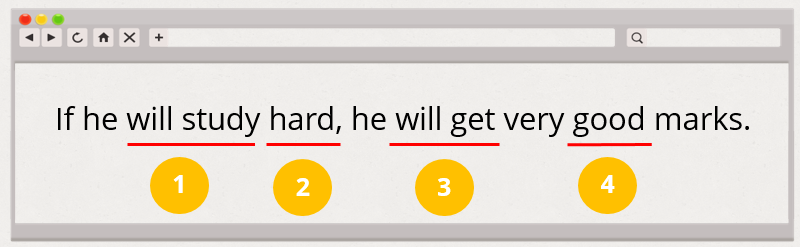 If he will study hard, he will get very good marks.
1 2 3 4